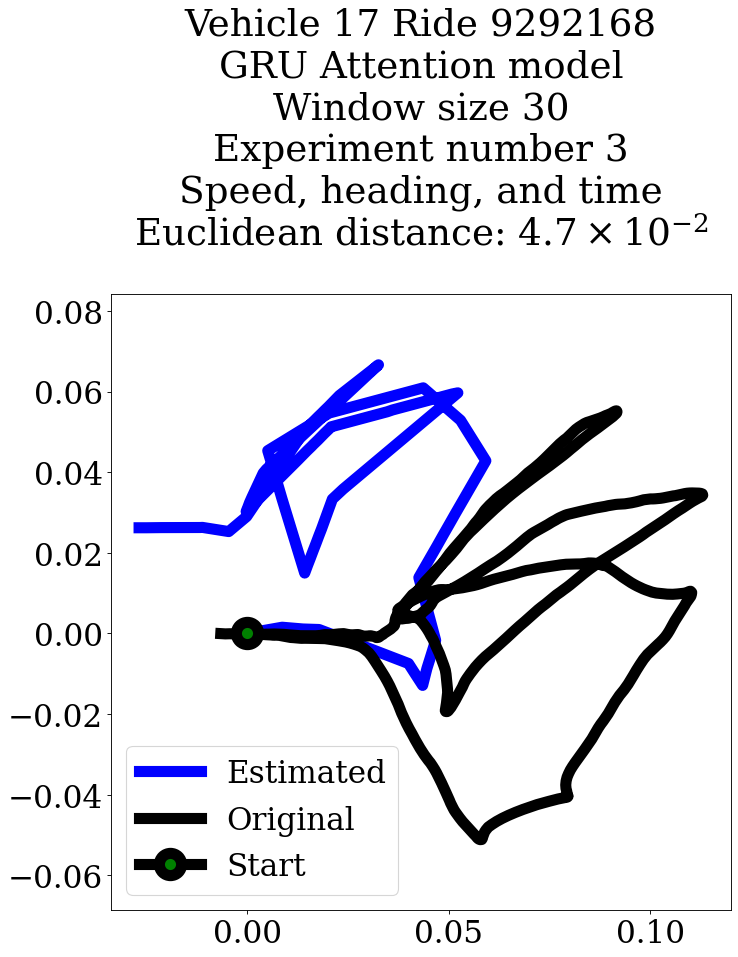 Vehicle 17 Ride 9292168
GRU Attention model
Window size 30
Experiment number 3
Speed, heading, and time
Euclidean distance: 4.7 × 10⁻²
0.08
0.06
0.04
0.02
0.00
−0.02
−0.04
−0.06
Estimated
Original
Start
0.00 0.05 0.10